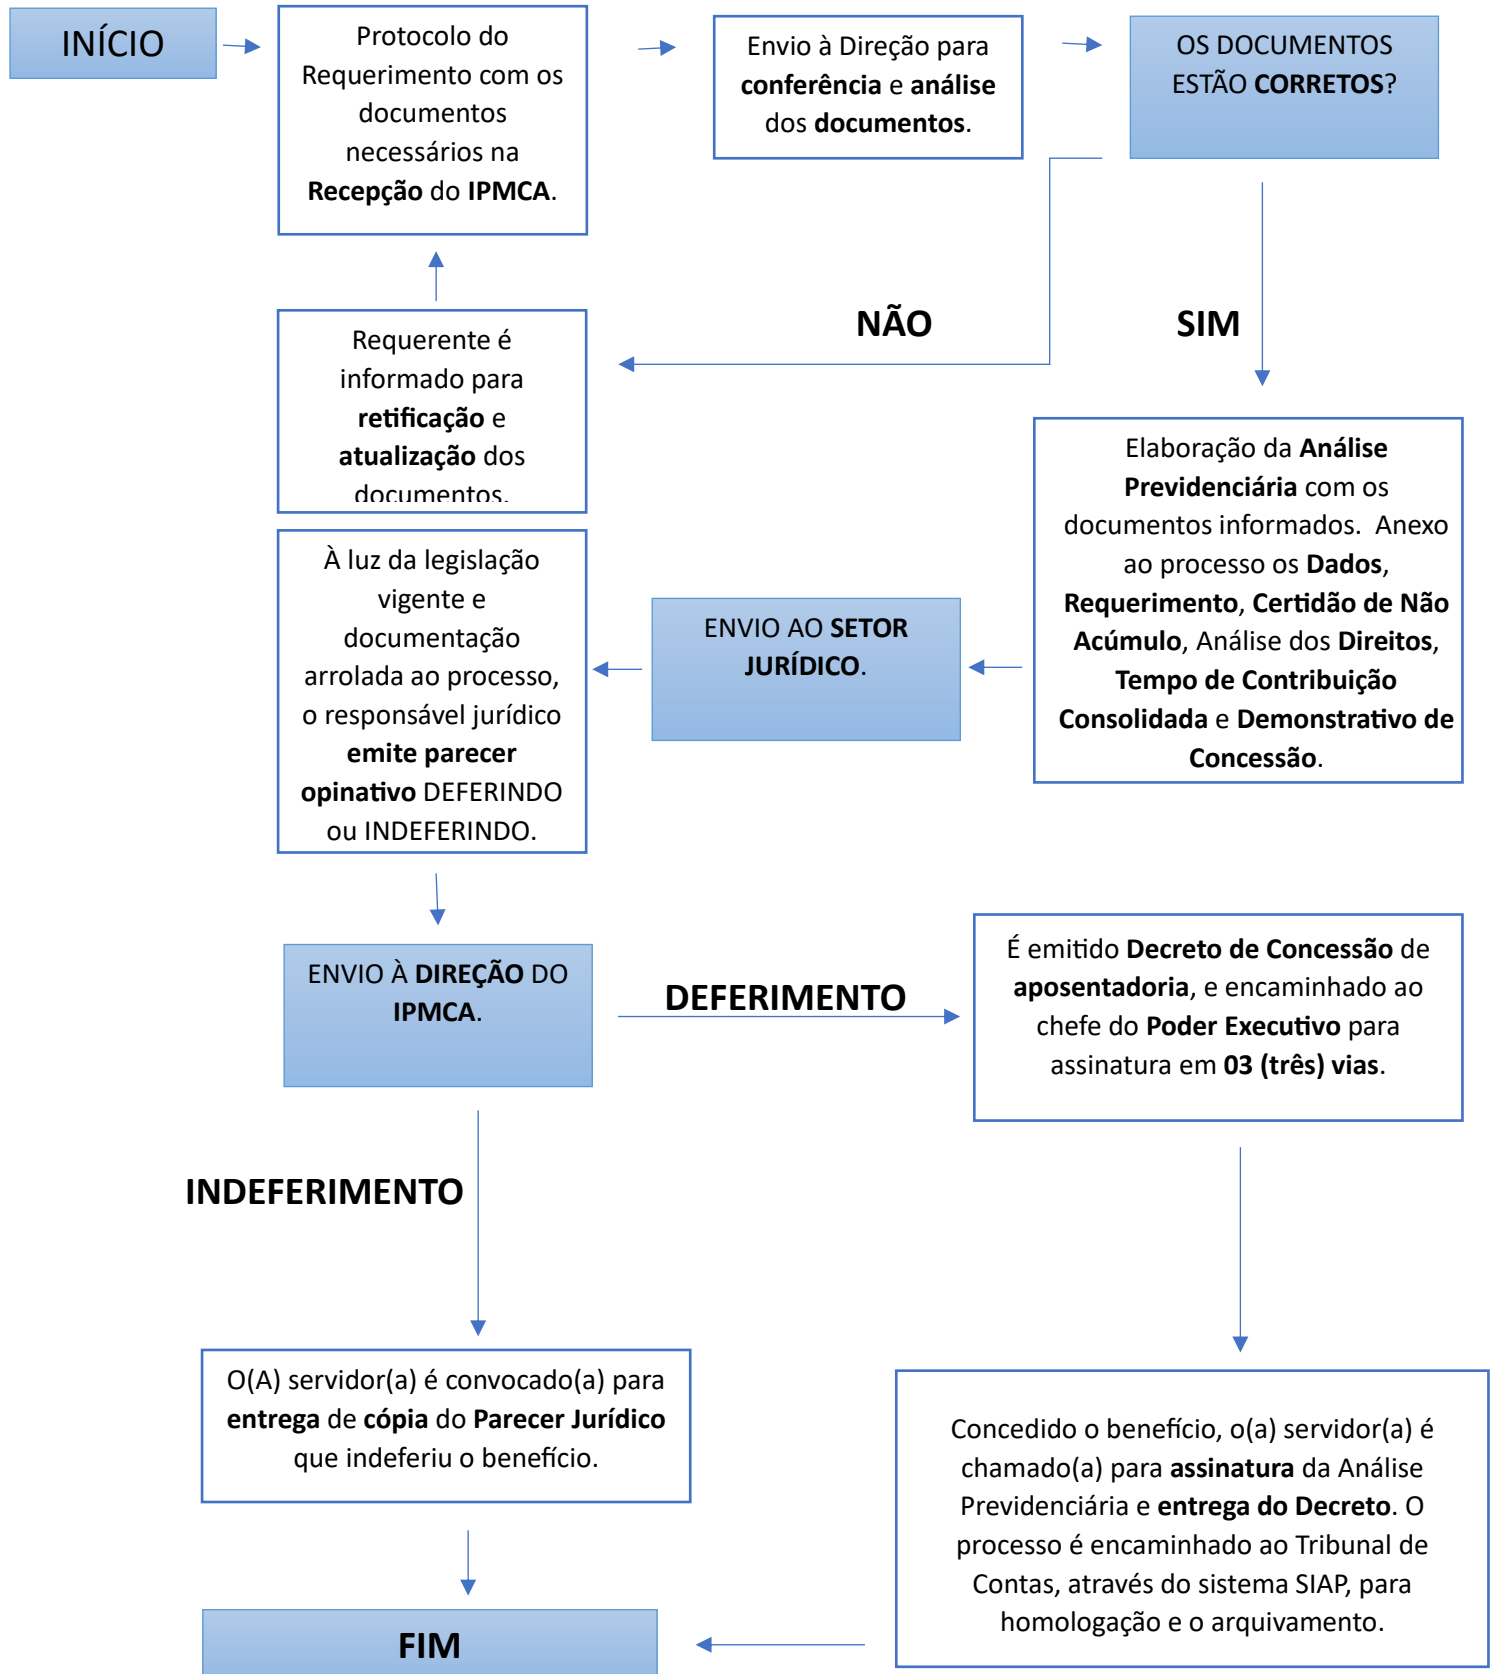 INÍCIO
Protocolo do
Requerimento com os
documentos
necessários na
Recepção do IPMCA.
Envio à Direção para
conferência e análise
dos documentos.
OS DOCUMENTOS
ESTÃO CORRETOS?
NÃO
SIM
Requerente é
informado para
retificação e
atualização dos
documentos.
Elaboração da Análise
Previdenciária com os
documentos informados.  Anexo
ao processo os Dados,
Requerimento, Certidão de Não
Acúmulo, Análise dos Direitos,
Tempo de Contribuição
Consolidada e Demonstrativo de
Concessão.
ENVIO AO SETOR
JURÍDICO.
À luz da legislação
vigente e
documentação
arrolada ao processo,
o responsável jurídico
emite parecer
opinativo DEFERINDO
ou INDEFERINDO.
ENVIO À DIREÇÃO DO
IPMCA.
DEFERIMENTO
É emitido Decreto de Concessão de
aposentadoria, e encaminhado ao
chefe do Poder Executivo para
assinatura em 03 (três) vias.
INDEFERIMENTO
O(A) servidor(a) é convocado(a) para
entrega de cópia do Parecer Jurídico
que indeferiu o benefício.
Concedido o benefício, o(a) servidor(a) é
chamado(a) para assinatura da Análise
Previdenciária e entrega do Decreto. O
processo é encaminhado ao Tribunal de
Contas, através do sistema SIAP, para
homologação e o arquivamento.
FIM